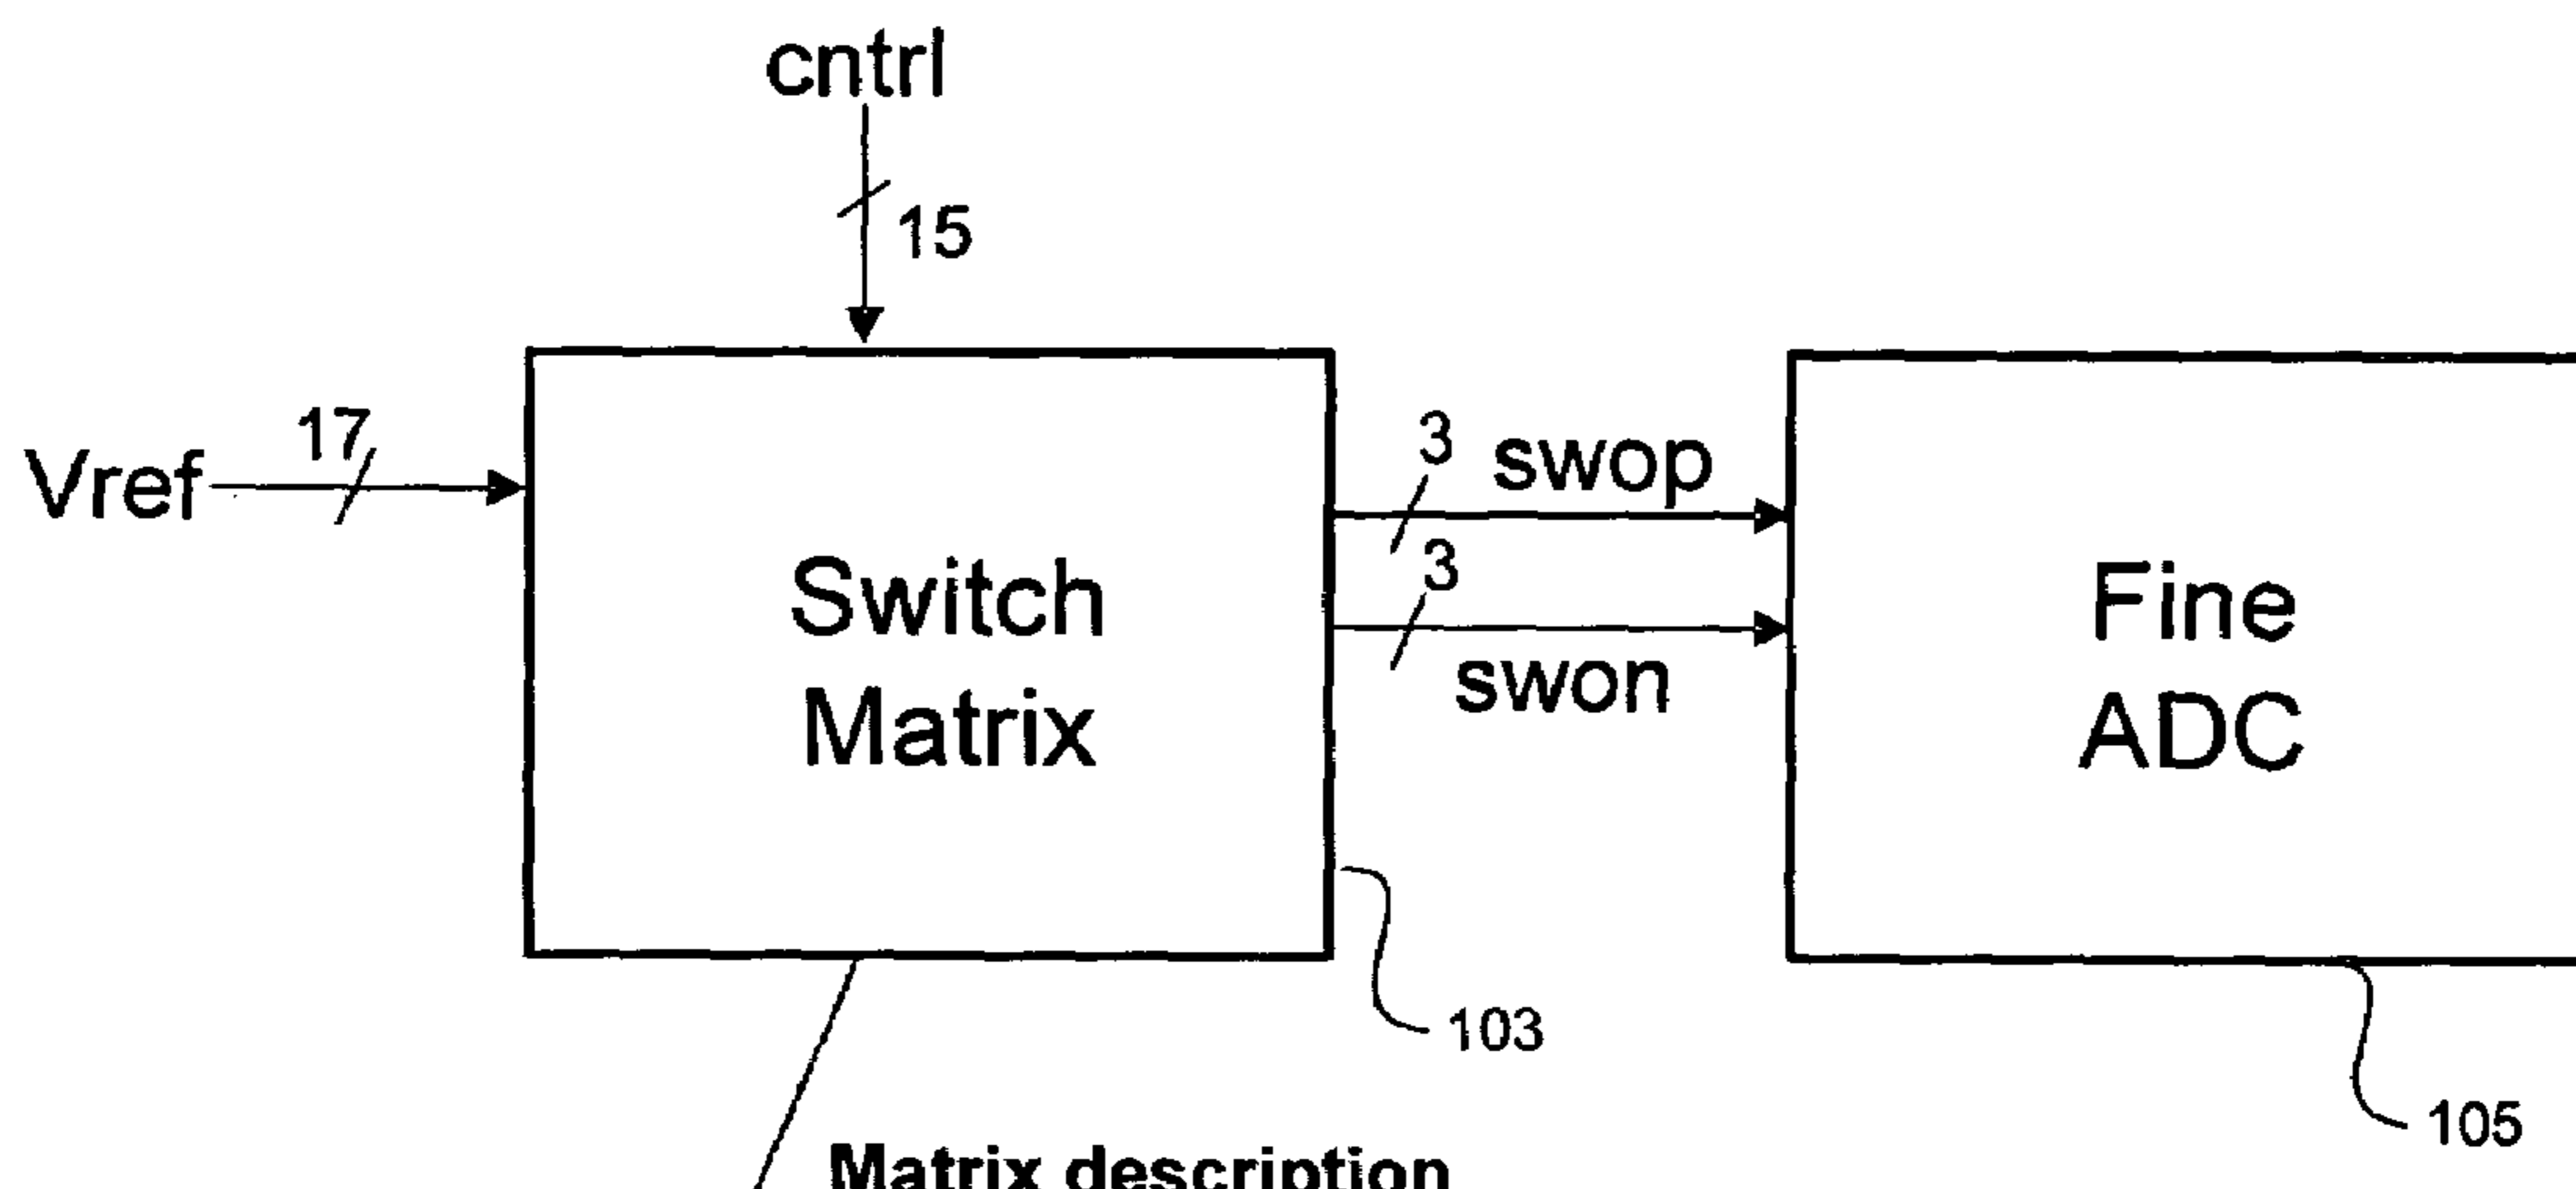 cntrl
15
17
Vref
3
swop
3
swon
Switch
Matrix
Fine
ADC
103
105
Matrix description